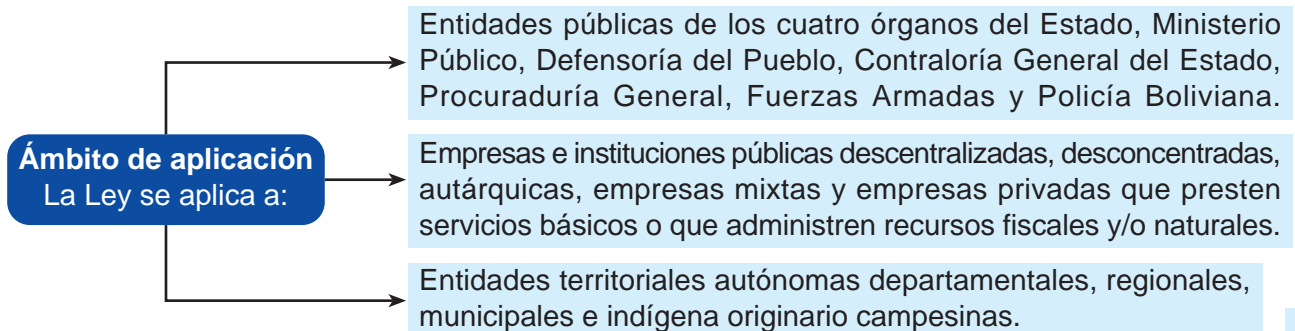 Entidades públicas de los cuatro órganos del Estado, Ministerio
Público, Defensoría del Pueblo, Contraloría General del Estado,
Procuraduría General, Fuerzas Armadas y Policía Boliviana.
Ámbito de aplicación
La Ley se aplica a:
Empresas e instituciones públicas descentralizadas, desconcentradas,
autárquicas, empresas mixtas y empresas privadas que presten
servicios básicos o que administren recursos fiscales y/o naturales.
Entidades territoriales autónomas departamentales, regionales,
municipales e indígena originario campesinas.